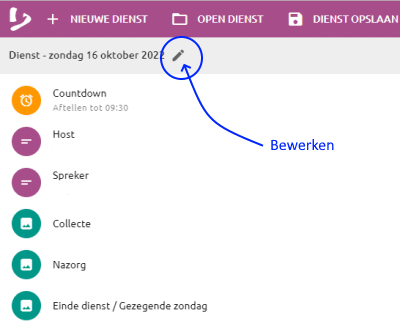 NIEUWE DIENST OPEN DIENST DIENST OPSLAAN
Dienst - zondag 16 oktober 2022
Countdown
Aftellen tot 09:30
Host
Bewerken
Spreker
Collecte
Nazorg
Einde dienst / Gezegende zondag